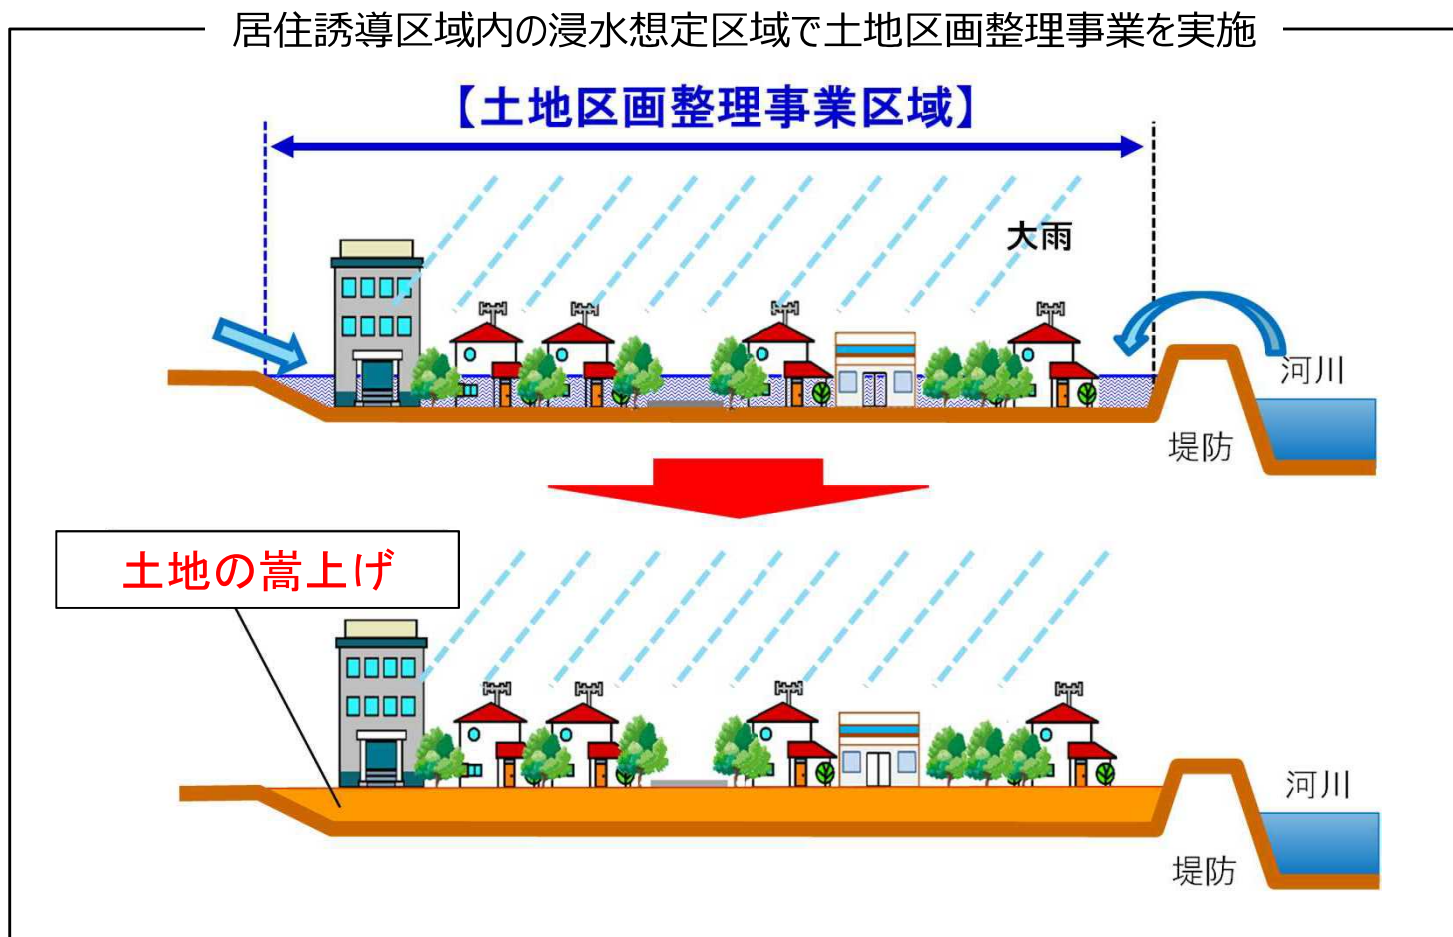 居住誘導区域内の浸水想定区域で土地区画整理事業を実施
【土地区画整理事業区域】
大雨
河川
堤防
土地の嵩上げ
河川
堤防